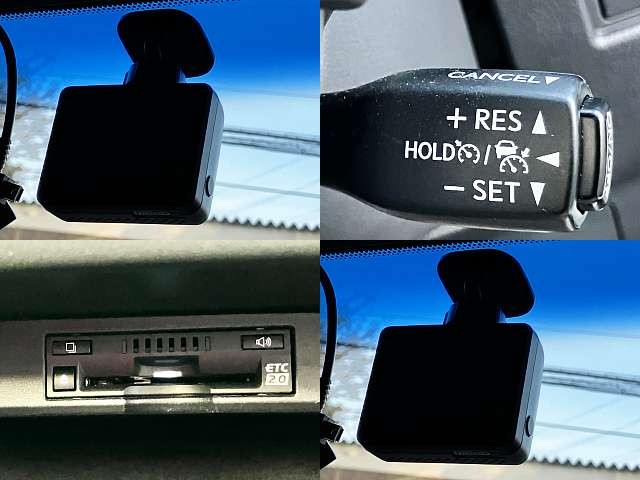 CANCEL▼
+ RES ▲
HOLD / ◀
− SET ▼
ETC
2.0